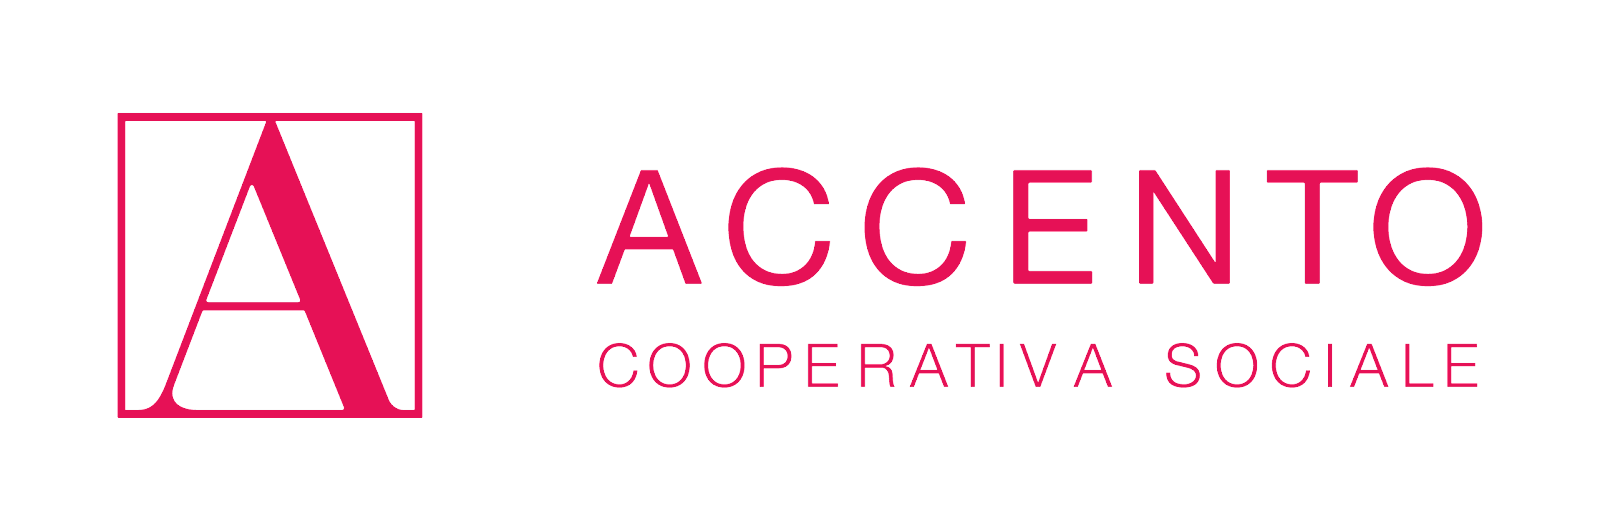 A
ACCENTO
COOPERATIVA SOCIALE